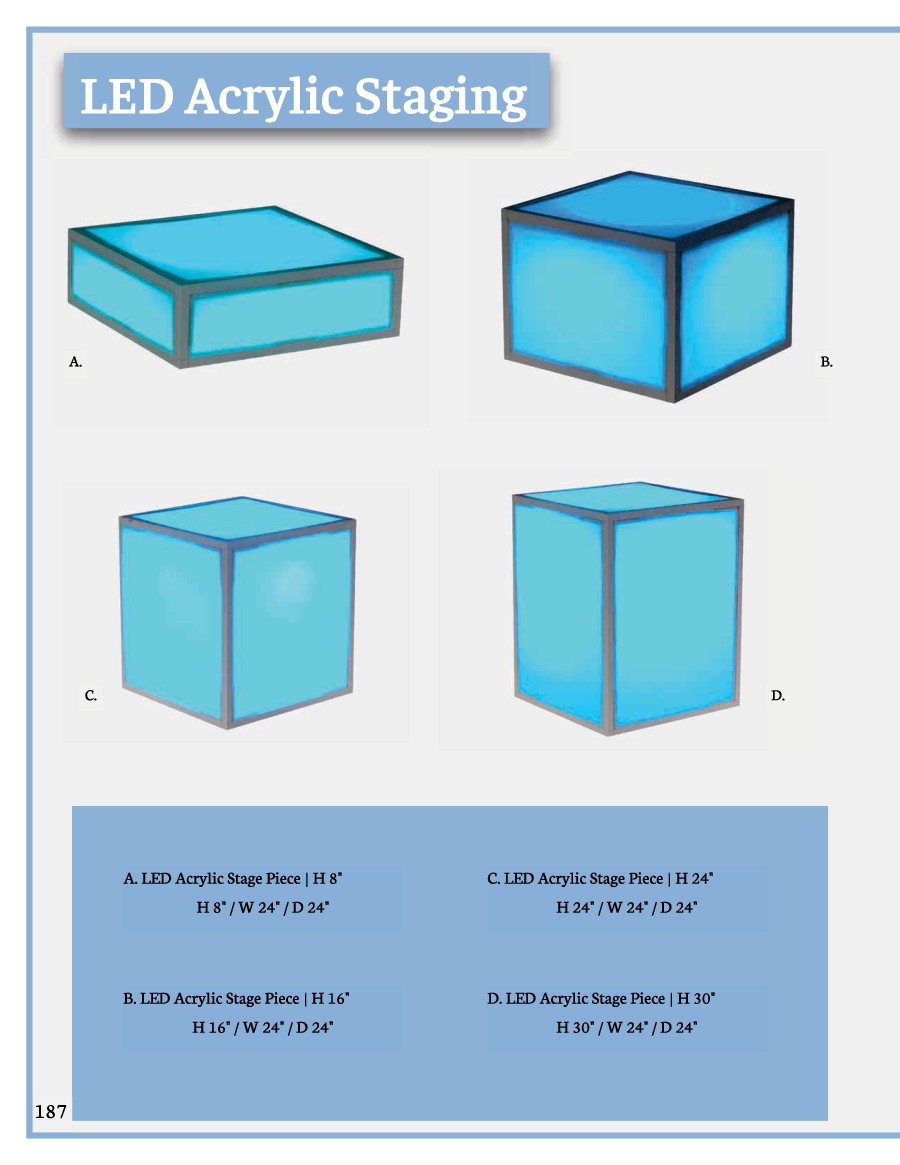 LED Acrylic Staging
A.
B.
C.
D.
A. LED Acrylic Stage Piece | H 8"
H 8" / W 24" / D 24"
C. LED Acrylic Stage Piece | H 24"
H 24" / W 24" / D 24"
B. LED Acrylic Stage Piece | H 16"
H 16" / W 24" / D 24"
D. LED Acrylic Stage Piece | H 30"
H 30" / W 24" / D 24"
187